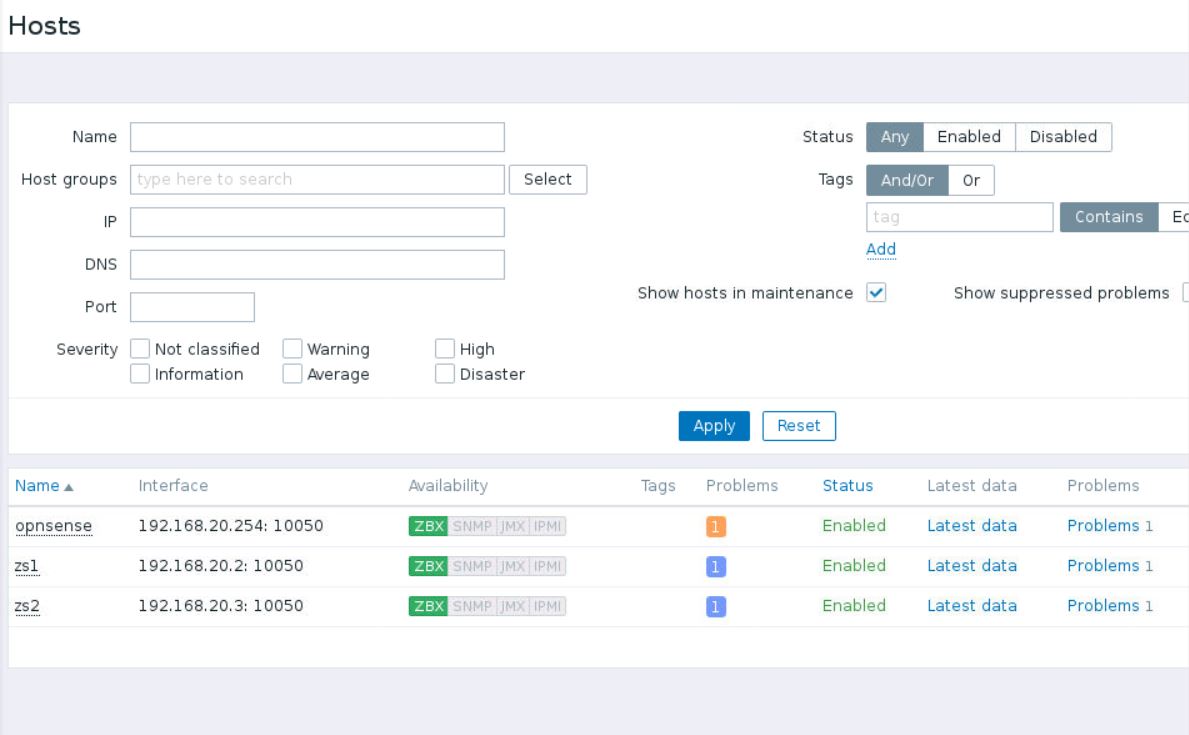 Hosts
Name Status Any Enabled Disabled
Host groups type here to search Select Tags And/Or Or
IP tag Contains
Add
DNS
Show hosts in maintenance Show suppressed problems
Port
Severity Not classified Warning High
Information Average Disaster
Apply Reset
Name▲ Interface Availability Tags Problems Status Latest data Problems
opnsense 192.168.20.254: 10050 ZBX SNMP JMX IPMI 1 Enabled Latest data Problems 1
zs1 192.168.20.2: 10050 ZBX SNMP JMX IPMI 1 Enabled Latest data Problems 1
zs2 192.168.20.3: 10050 ZBX SNMP JMX IPMI 1 Enabled Latest data Problems 1